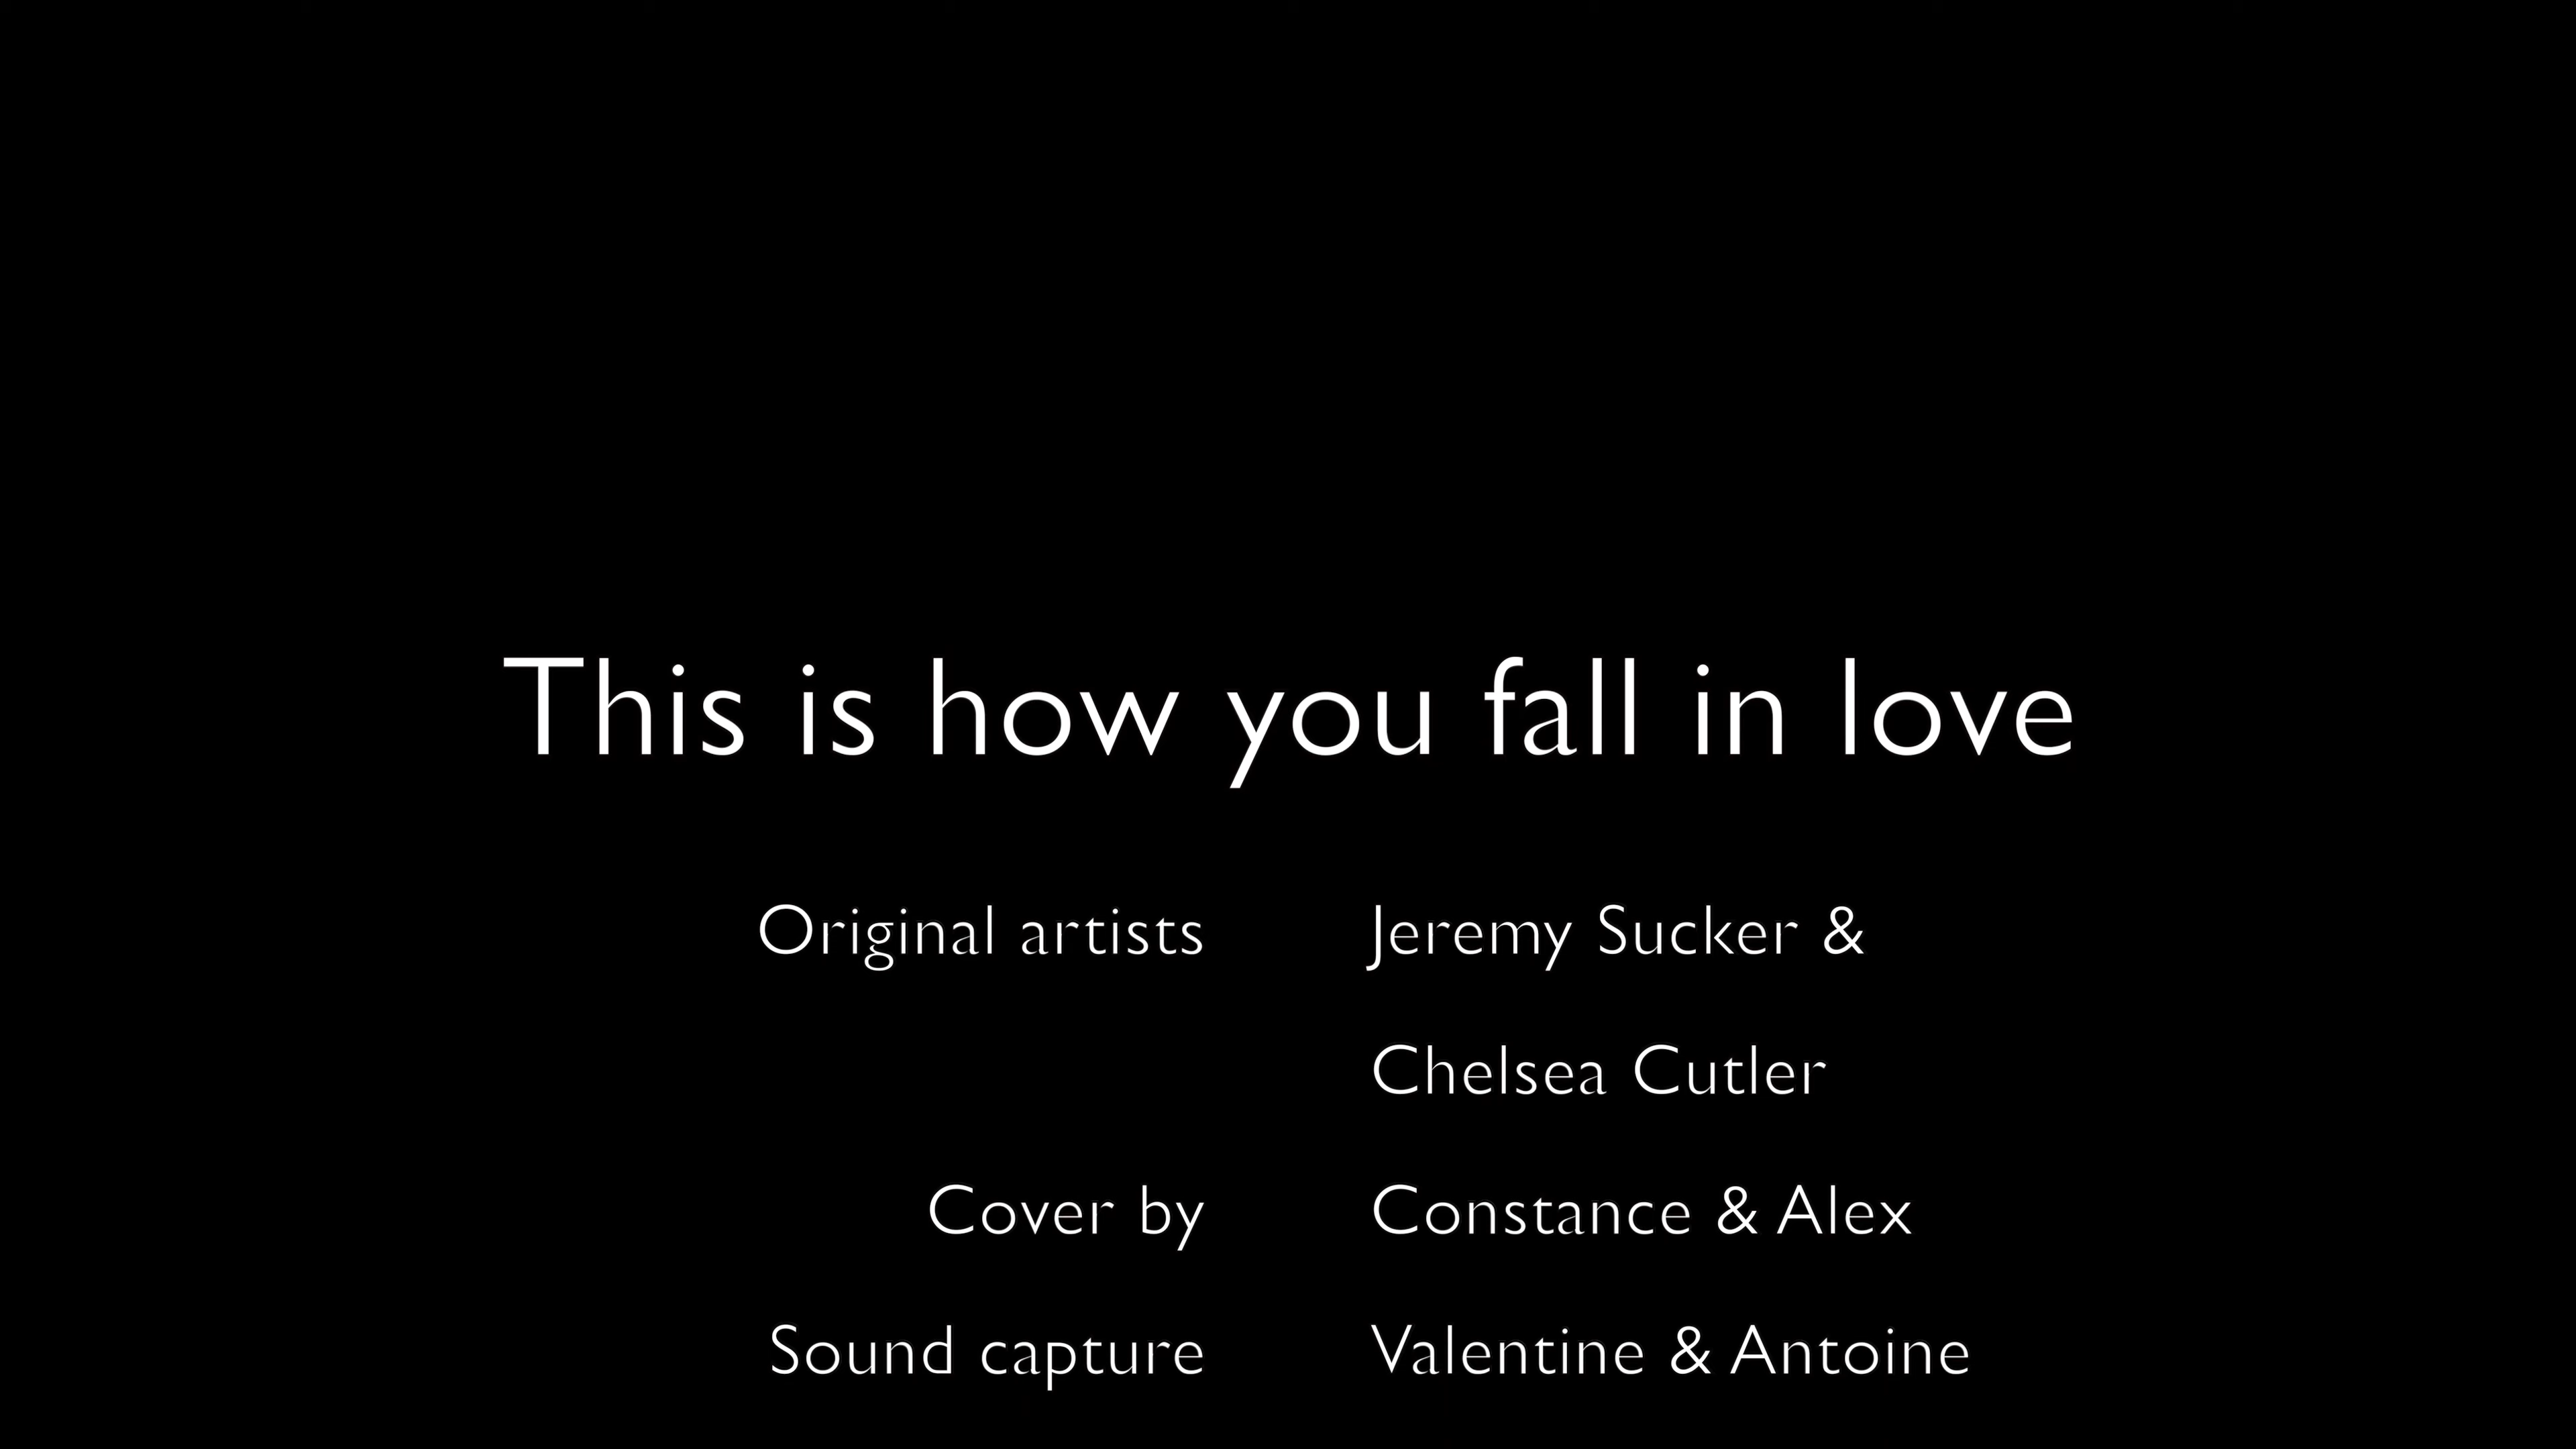 This is how you fall in love
Original artists Jeremy Sucker &
Chelsea Cutler
Cover by Constance & Alex
Sound capture Valentine & Antoine